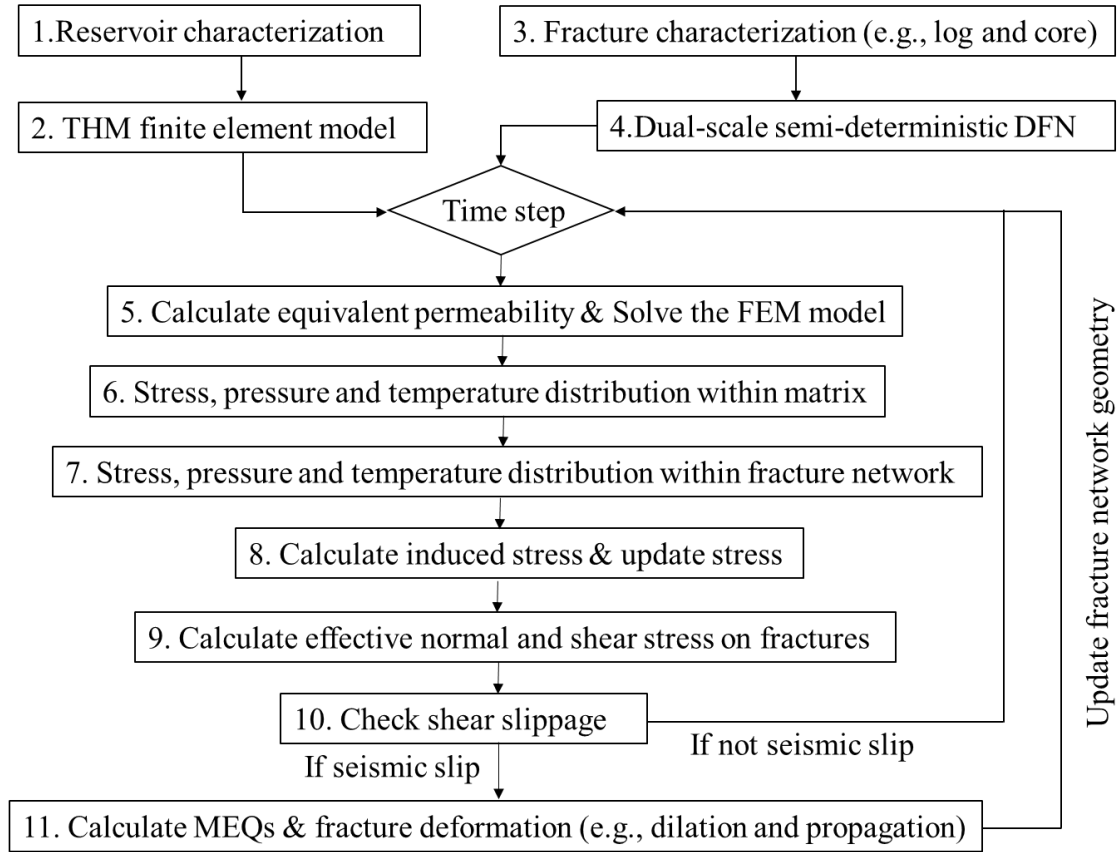 1.Reservoir characterization
3. Fracture characterization (e.g., log and core)
2. THM finite element model
4.Dual-scale semi-deterministic DFN
Time step
5. Calculate equivalent permeability & Solve the FEM model
6. Stress, pressure and temperature distribution within matrix
7. Stress, pressure and temperature distribution within fracture network
8. Calculate induced stress & update stress
9. Calculate effective normal and shear stress on fractures
10. Check shear slippage
If not seismic slip
If seismic slip
11. Calculate MEQs & fracture deformation (e.g., dilation and propagation)
Update fracture network geometry